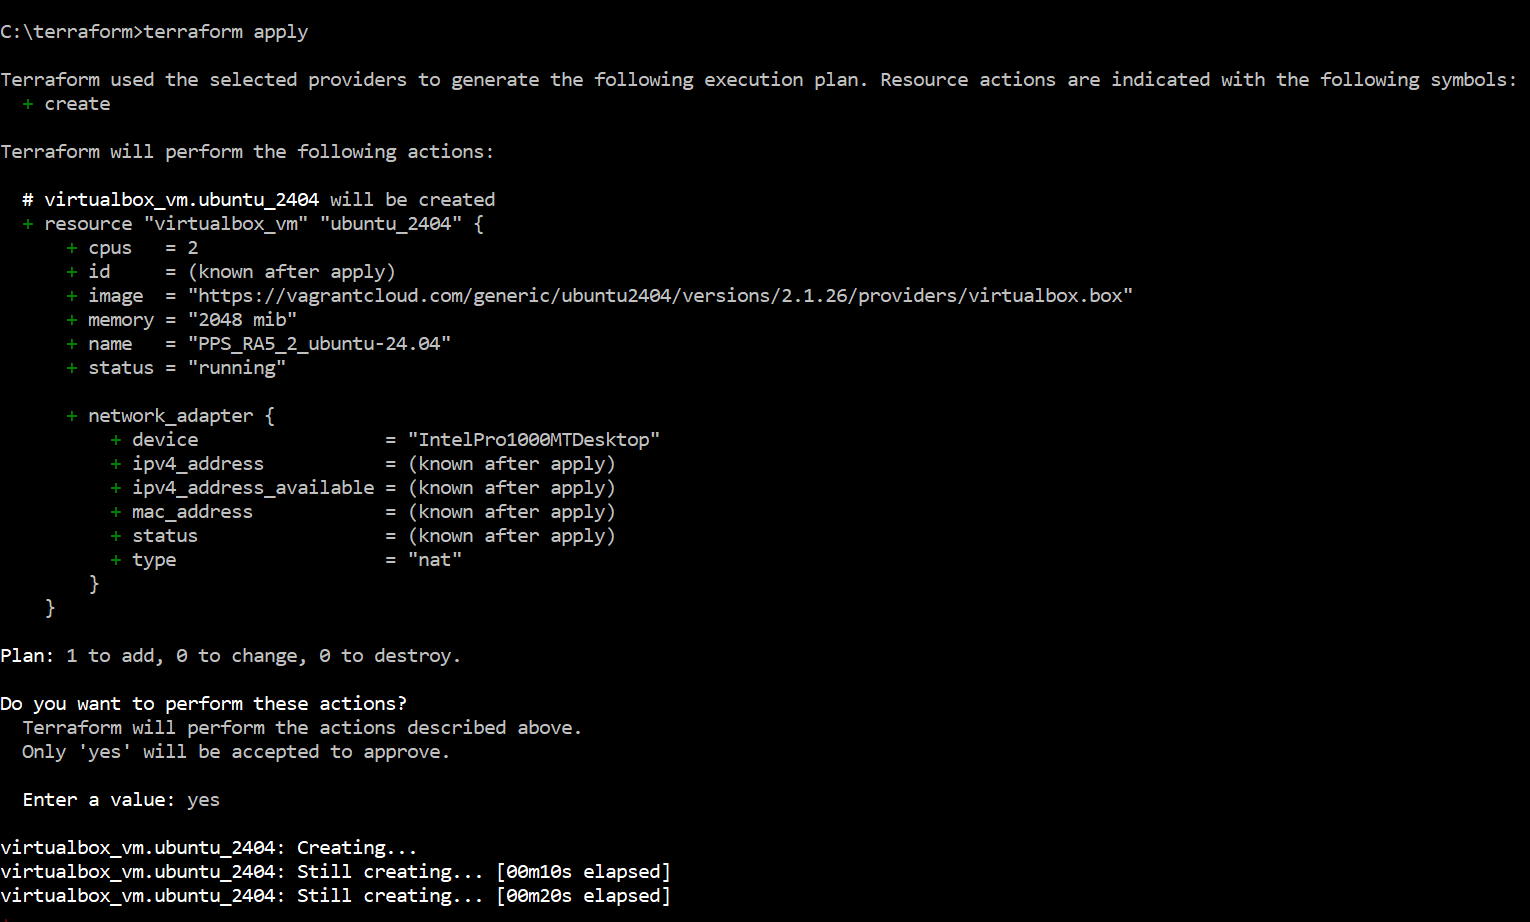 C:\terraform>terraform apply
Terraform used the selected providers to generate the following execution plan. Resource actions are indicated with the following symbols:
  + create
Terraform will perform the following actions:
  # virtualbox_vm.ubuntu_2404 will be created
  + resource "virtualbox_vm" "ubuntu_2404" {
      + cpus   = 2
      + id     = (known after apply)
      + image  = "https://vagrantcloud.com/generic/ubuntu2404/versions/2.1.26/providers/virtualbox.box"
      + memory = "2048 mib"
      + name   = "PPS_RA5_2_ubuntu-24.04"
      + status = "running"
      + network_adapter {
          + device                 = "IntelPro1000MTDesktop"
          + ipv4_address           = (known after apply)
          + ipv4_address_available = (known after apply)
          + mac_address            = (known after apply)
          + status                 = (known after apply)
          + type                   = "nat"
        }
    }
Plan: 1 to add, 0 to change, 0 to destroy.
Do you want to perform these actions?
  Terraform will perform the actions described above.
  Only 'yes' will be accepted to approve.
  Enter a value: yes
virtualbox_vm.ubuntu_2404: Creating...
virtualbox_vm.ubuntu_2404: Still creating... [00m10s elapsed]
virtualbox_vm.ubuntu_2404: Still creating... [00m20s elapsed]